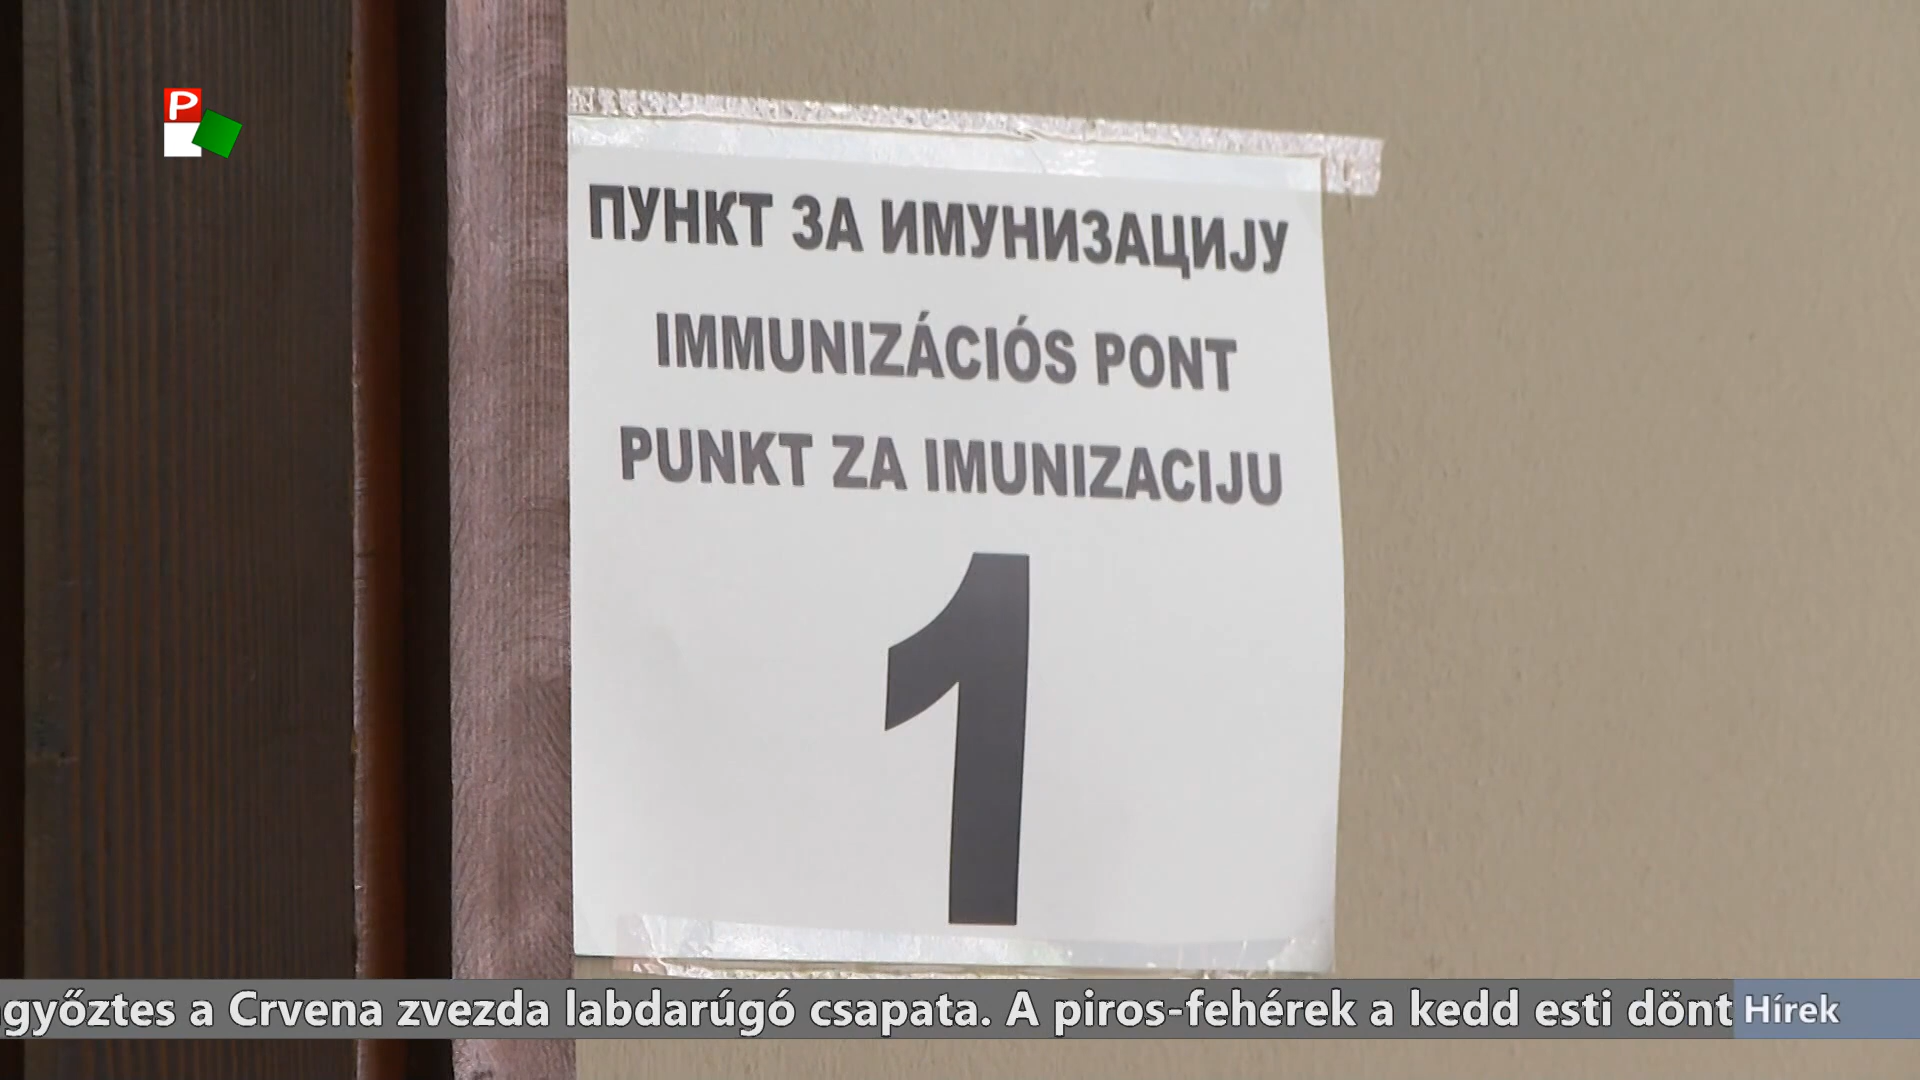 P
ПУНКТ ЗА ИМУНИЗАЦИЈУ
IMMUNIZÁCIÓS PONT
PUNKT ZA IMUNIZACIJU
1
győztes a Crvena zvezda labdarúgó csapata. A piros-fehérek a kedd esti dönt
Hírek